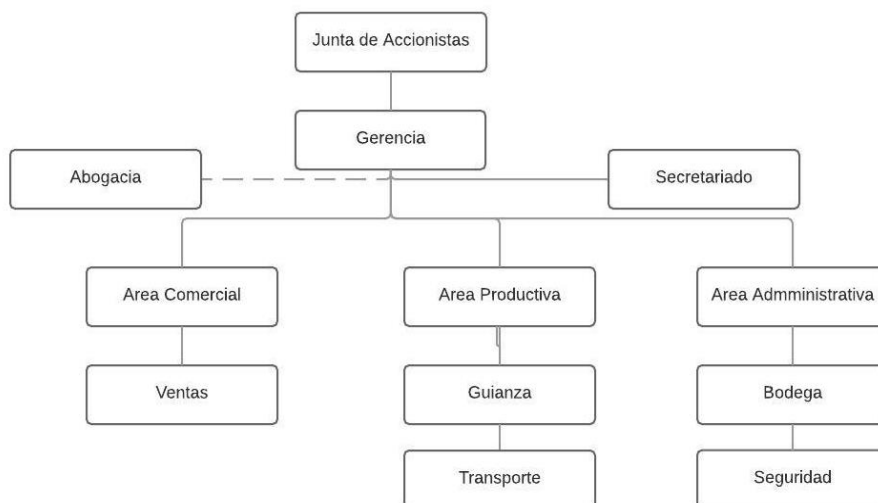 Junta de Accionistas
Gerencia
Abogacia
Secretariado
Area Comercial
Area Productiva
Area Admministrativa
Ventas
Guianza
Bodega
Transporte
Seguridad